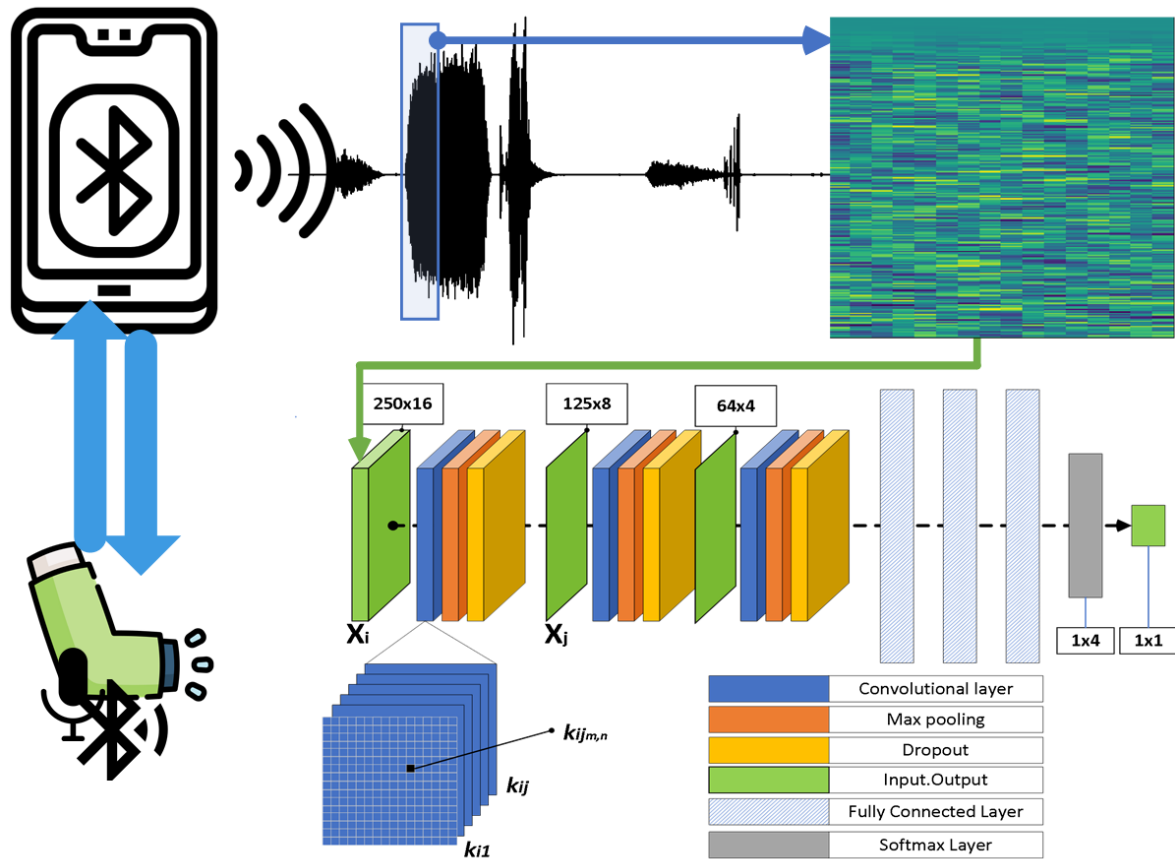 250x16
125x8
64x4
Xi
Xj
1x4
1x1
kijm,n
kij
ki1
Convolutional layer
Max pooling
Dropout
Input.Output
Fully Connected Layer
Softmax Layer